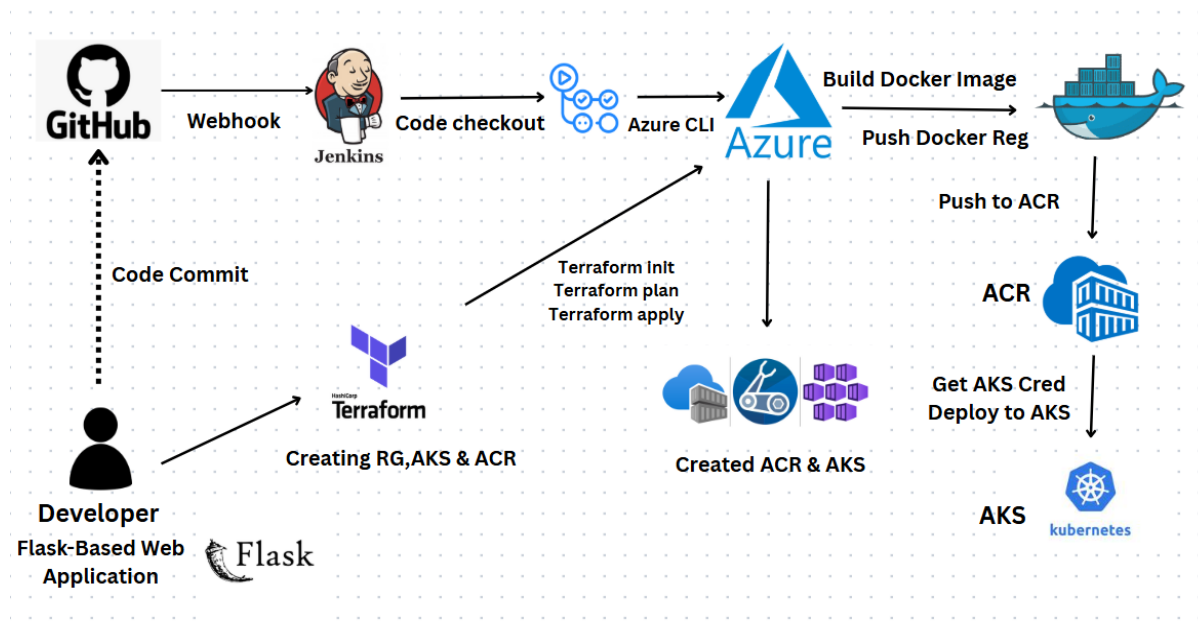 GitHub
Webhook
Jenkins
Code checkout
Azure CLI
Azure
Build Docker Image
Push Docker Reg
Push to ACR
Code Commit
Terraform init
Terraform plan
Terraform apply
ACR
HashiCorp
Terraform
Creating RG,AKS & ACR
Created ACR & AKS
Get AKS Cred
Deploy to AKS
AKS
kubernetes
Developer
Flask-Based Web
Application
Flask